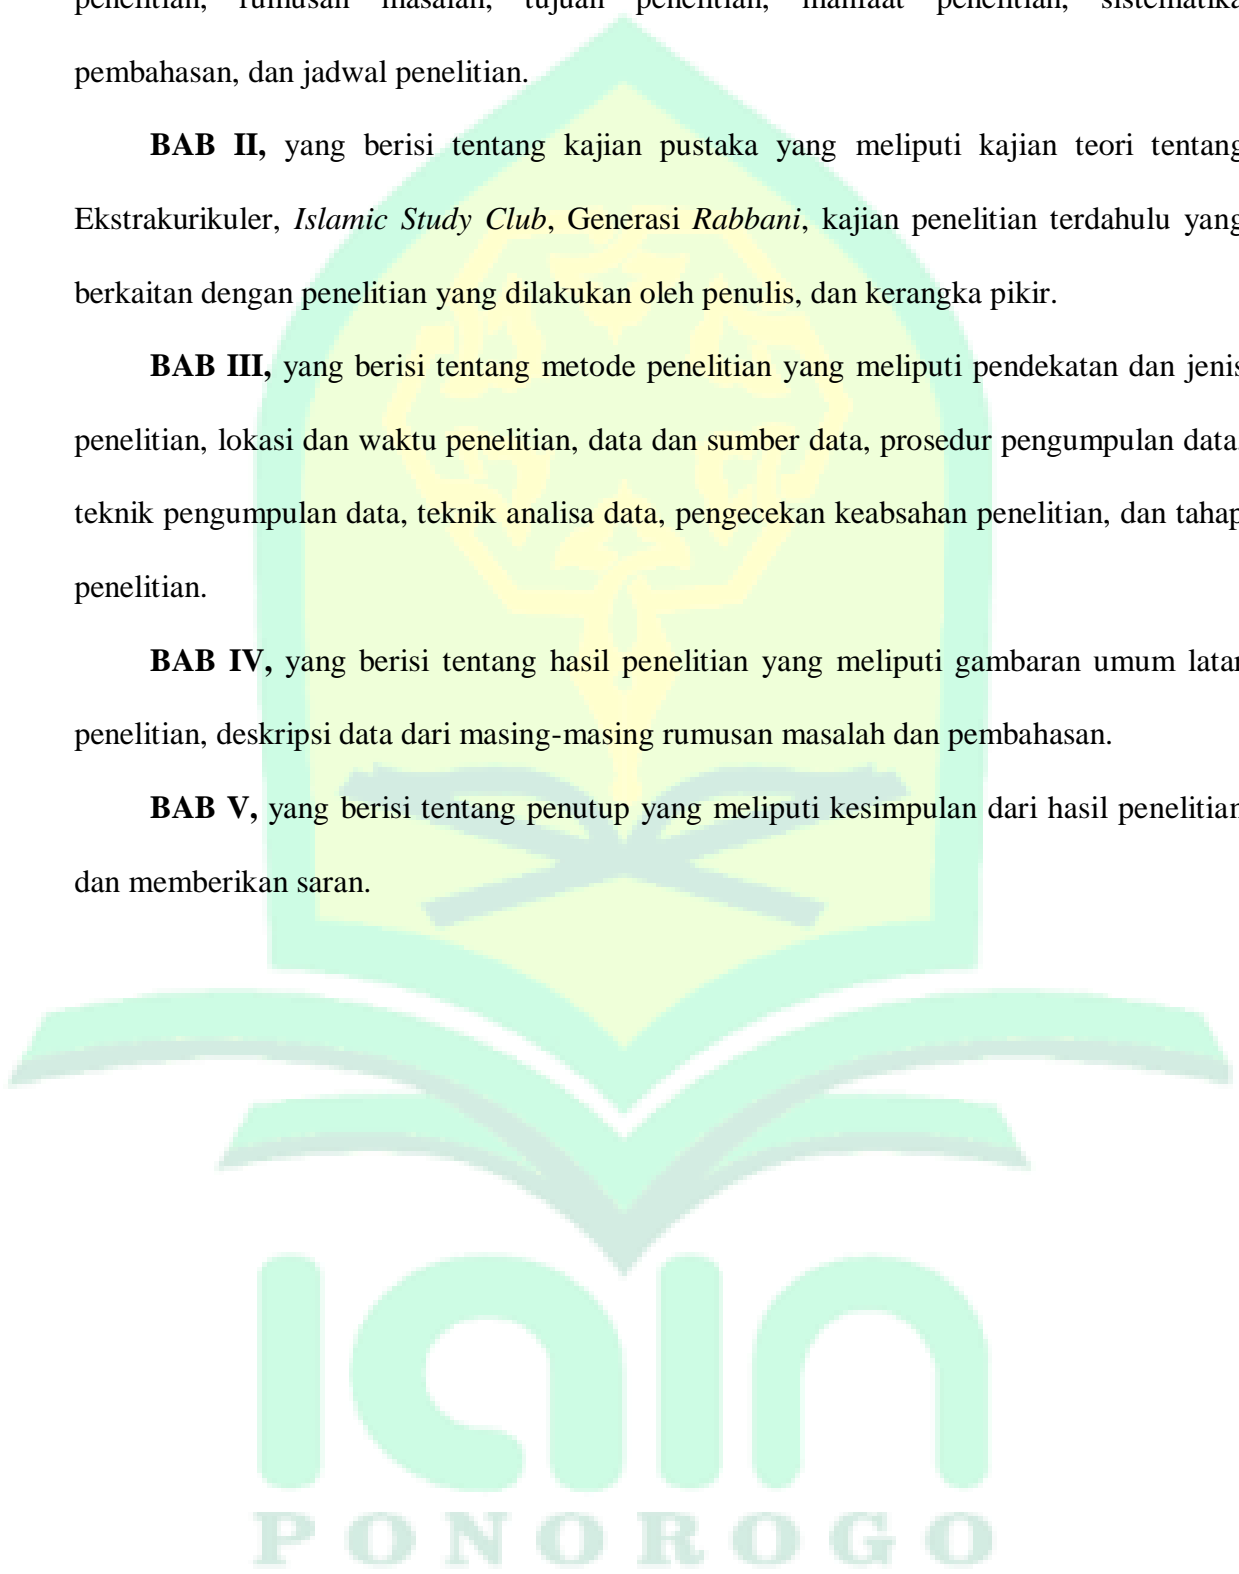 penelitian, rumusan masalah, tujuan penelitian, manfaat penelitian, sistematika
pembahasan, dan jadwal penelitian.
BAB II, yang berisi tentang kajian pustaka yang meliputi kajian teori tentang
Ekstrakurikuler, Islamic Study Club, Generasi Rabbani, kajian penelitian terdahulu yang
berkaitan dengan penelitian yang dilakukan oleh penulis, dan kerangka pikir.
BAB III, yang berisi tentang metode penelitian yang meliputi pendekatan dan jenis
penelitian, lokasi dan waktu penelitian, data dan sumber data, prosedur pengumpulan data,
teknik pengumpulan data, teknik analisa data, pengecekan keabsahan penelitian, dan tahap
penelitian.
BAB IV, yang berisi tentang hasil penelitian yang meliputi gambaran umum latar
penelitian, deskripsi data dari masing-masing rumusan masalah dan pembahasan.
BAB V, yang berisi tentang penutup yang meliputi kesimpulan dari hasil penelitian
dan memberikan saran.
iain
PONOROGO